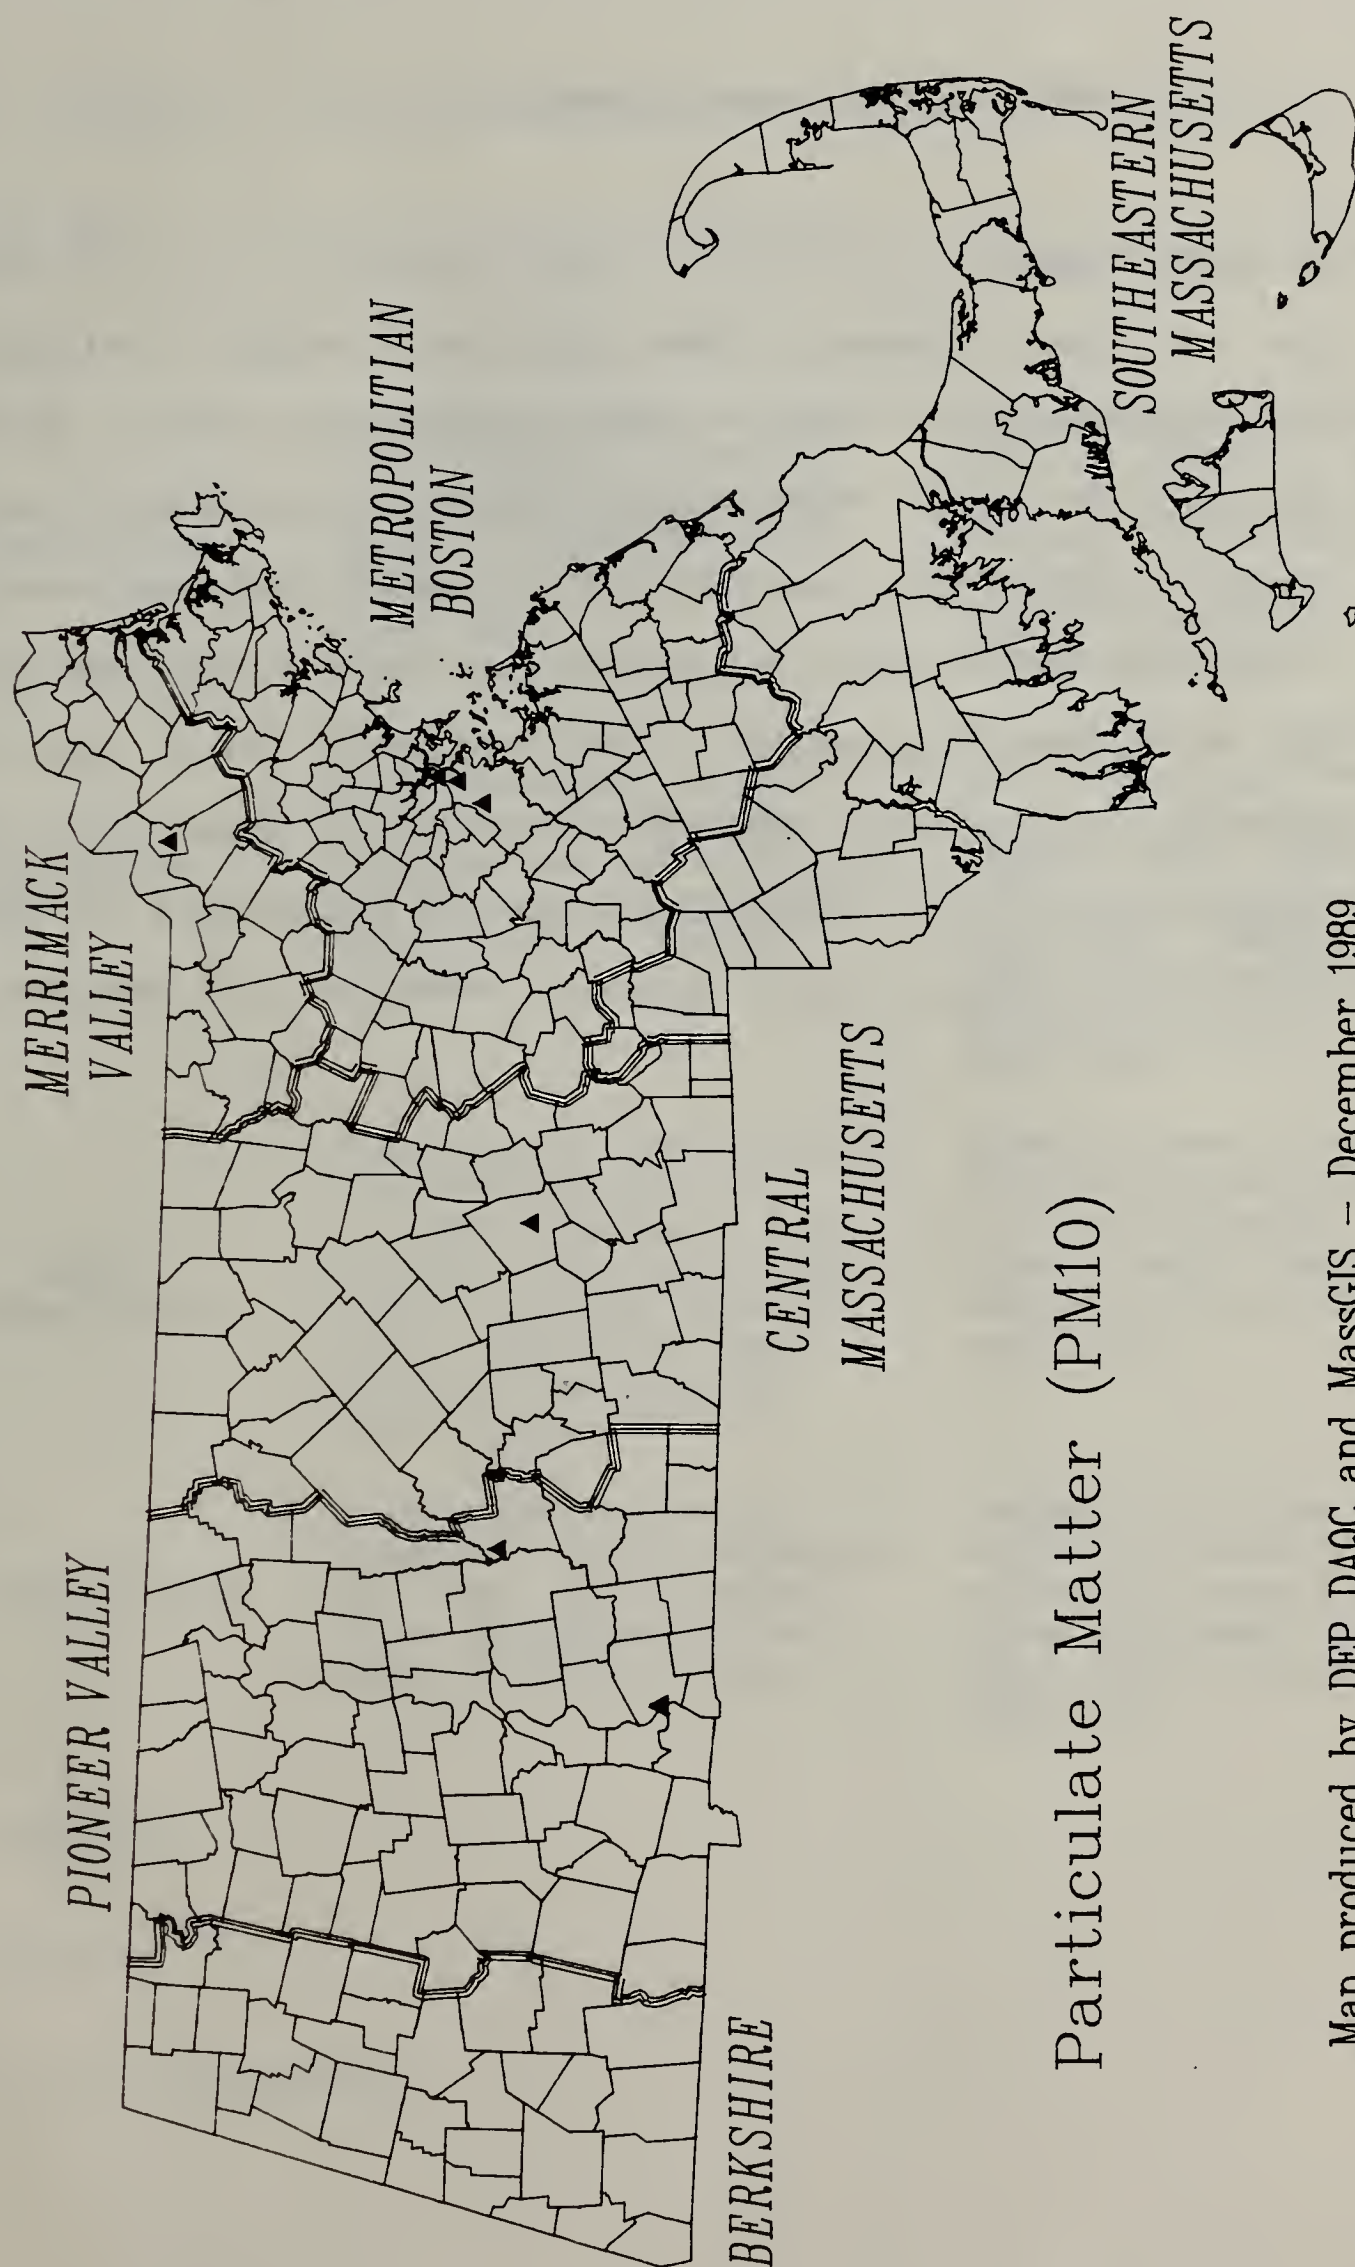 MERRIMACK
VALLEY
PIONEER VALLEY
METROPOLITIAN
BOSTON
BERKSHIRE
CENTRAL
MASSACHUSETTS
SOUTHEASTERN
MASSACHUSETTS
Particulate Matter (PM10)
Map produced by DEP DAQC and MassGIS – December 1989